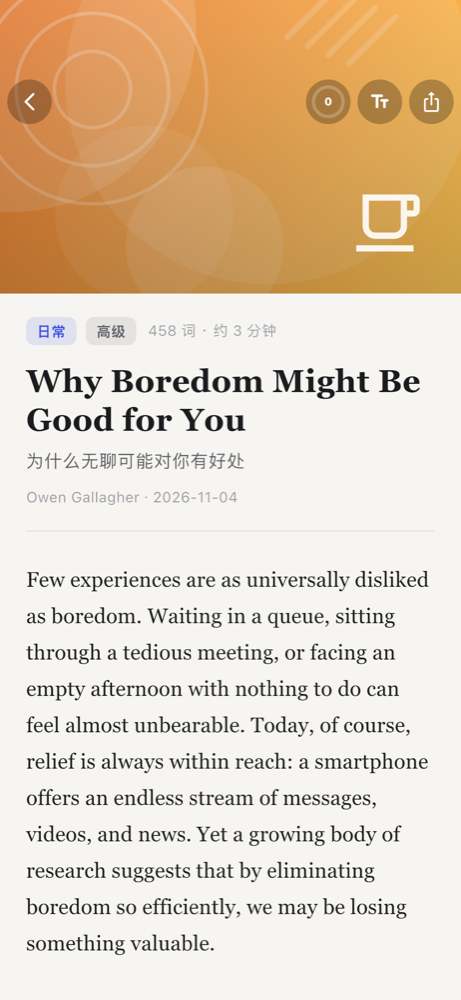 0
TT
日常 高级 458 词 · 约 3 分钟
Why Boredom Might Be
Good for You
为什么无聊可能对你有好处
Owen Gallagher · 2026-11-04
Few experiences are as universally disliked
as boredom. Waiting in a queue, sitting
through a tedious meeting, or facing an
empty afternoon with nothing to do can
feel almost unbearable. Today, of course,
relief is always within reach: a smartphone
offers an endless stream of messages,
videos, and news. Yet a growing body of
research suggests that by eliminating
boredom so efficiently, we may be losing
something valuable.